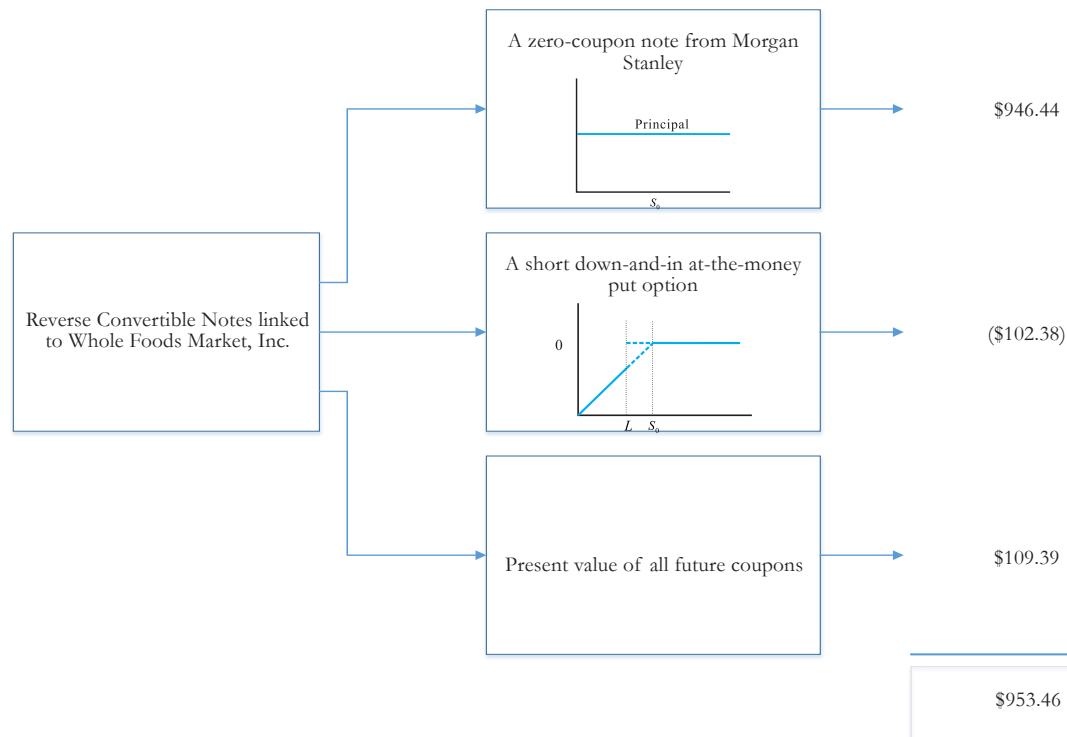 A zero-coupon note from Morgan
Stanley
Principal
S₀
$946.44
Reverse Convertible Notes linked
to Whole Foods Market, Inc.
A short down-and-in at-the-money
put option
0
L S₀
($102.38)
Present value of all future coupons
$109.39
$953.46